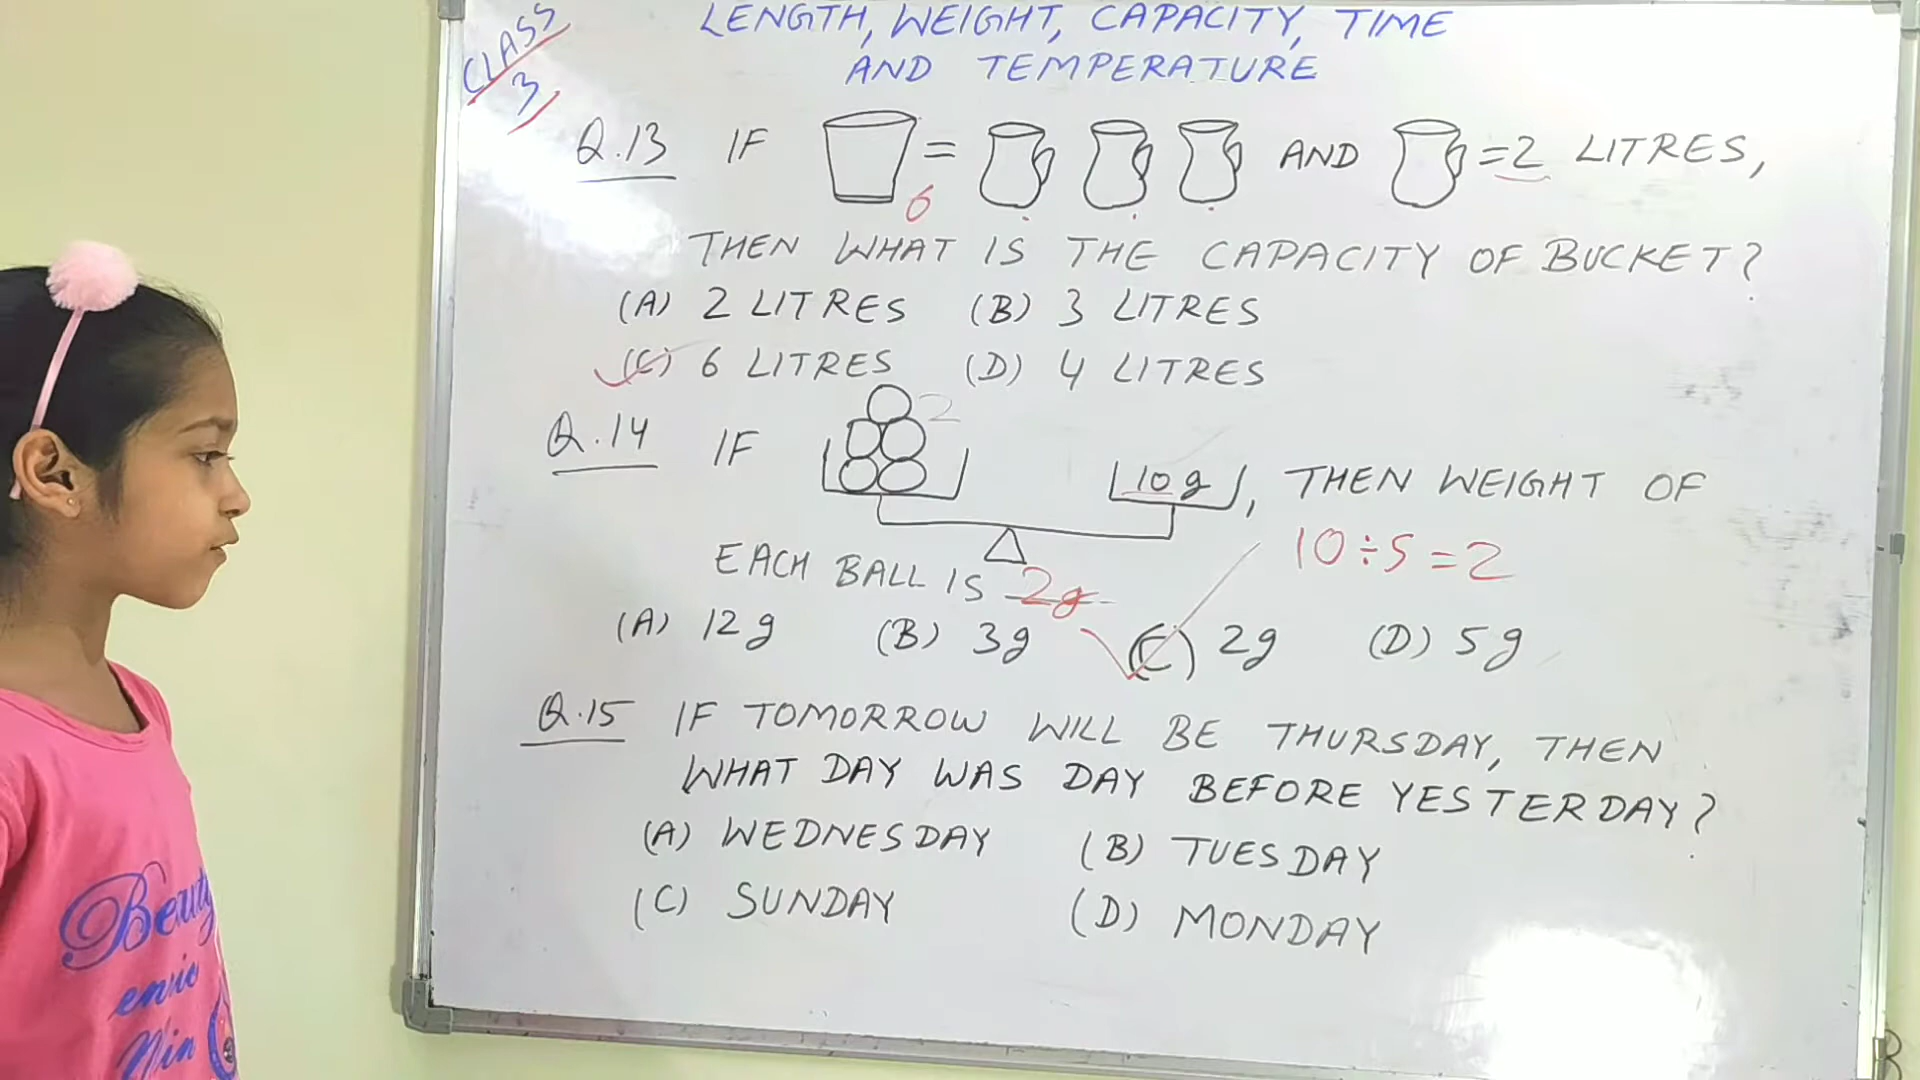 CLASS
3
LENGTH, WEIGHT, CAPACITY, TIME
AND TEMPERATURE
Q.13 IF = AND =2 LITRES,
6
THEN WHAT IS THE CAPACITY OF BUCKET?
(A) 2 LITRES (B) 3 LITRES
(C) 6 LITRES (D) 4 LITRES
2
Q.14 IF 10g, THEN WEIGHT OF
10÷5=2
EACH BALL IS 2g
(A) 12g (B) 3g (C) 2g (D) 5g
Q.15 IF TOMORROW WILL BE THURSDAY, THEN
WHAT DAY WAS DAY BEFORE YESTERDAY?
(A) WEDNESDAY (B) TUESDAY
(C) SUNDAY (D) MONDAY
Beauty